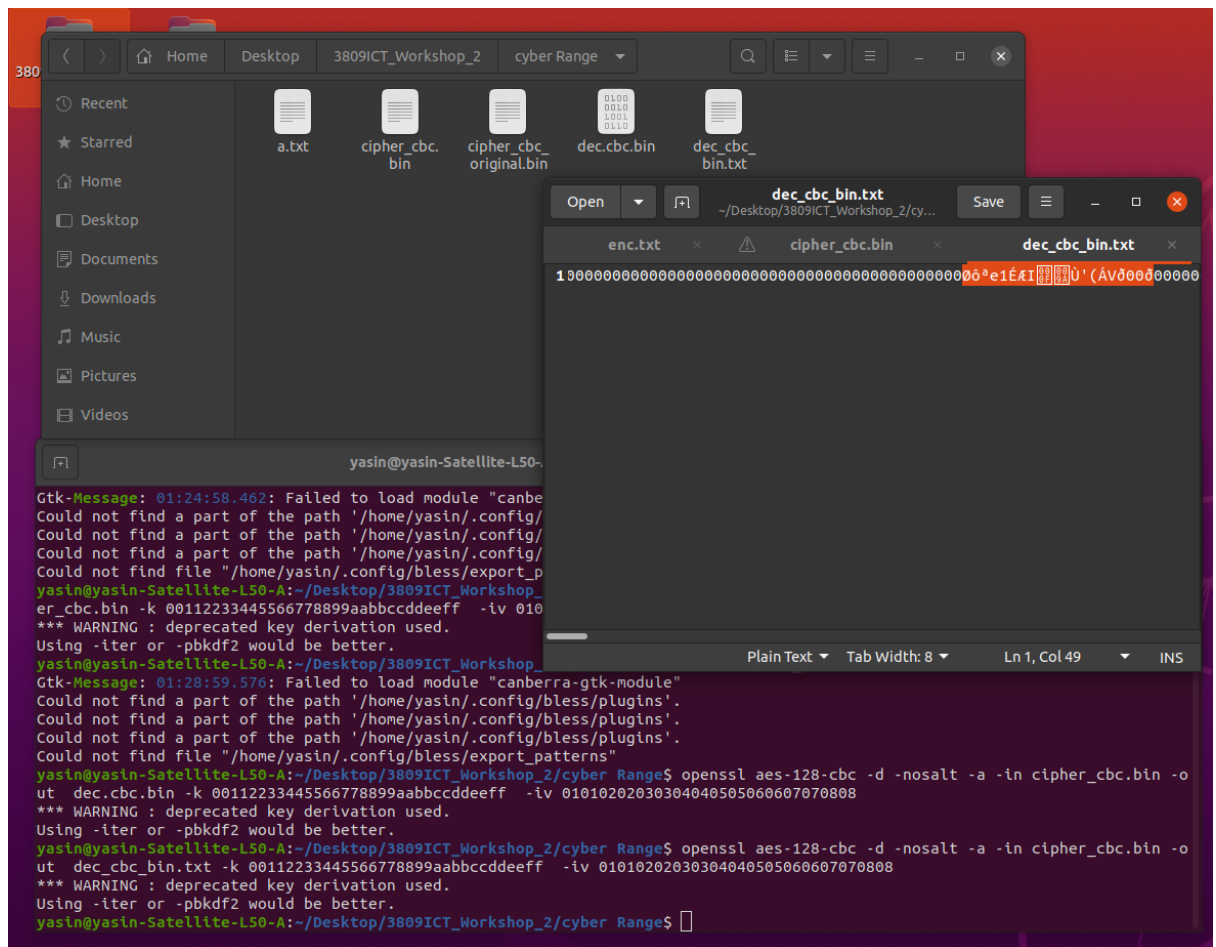 380
Home Desktop 3809ICT_Workshop_2 cyber Range
Recent
Starred
Home
Desktop
Documents
Downloads
Music
Pictures
Videos
a.txt
cipher_cbc.
bin
cipher_cbc_
original.bin
dec.cbc.bin
dec_cbc_
bin.txt
Open
dec_cbc_bin.txt
~/Desktop/3809ICT_Workshop_2/cy...
Save
enc.txt cipher_cbc.bin dec_cbc_bin.txt
Plain Text Tab Width: 8 Ln 1, Col 49 INS
yasin@yasin-Satellite-L50-
Gtk-Message: 01:24:58.462: Failed to load module "canbe
Could not find a part of the path '/home/yasin/.config/
Could not find a part of the path '/home/yasin/.config/
Could not find a part of the path '/home/yasin/.config/
Could not find file "/home/yasin/.config/bless/export_p
yasin@yasin-Satellite-L50-A:~/Desktop/3809ICT_Workshop_
er_cbc.bin -k 00112233445566778899aabbccddeeff -iv 010
*** WARNING : deprecated key derivation used.
Using -iter or -pbkdf2 would be better.
yasin@yasin-Satellite-L50-A:~/Desktop/3809ICT_Workshop_
Gtk-Message: 01:28:59.576: Failed to load module "canberra-gtk-module"
Could not find a part of the path '/home/yasin/.config/bless/plugins'.
Could not find a part of the path '/home/yasin/.config/bless/plugins'.
Could not find a part of the path '/home/yasin/.config/bless/plugins'.
Could not find file "/home/yasin/.config/bless/export_patterns"
yasin@yasin-Satellite-L50-A:~/Desktop/3809ICT_Workshop_2/cyber Range$ openssl aes-128-cbc -d -nosalt -a -in cipher_cbc.bin -o
ut dec.cbc.bin -k 00112233445566778899aabbccddeeff -iv 01010202030304040505060607070808
*** WARNING : deprecated key derivation used.
Using -iter or -pbkdf2 would be better.
yasin@yasin-Satellite-L50-A:~/Desktop/3809ICT_Workshop_2/cyber Range$ openssl aes-128-cbc -d -nosalt -a -in cipher_cbc.bin -o
ut dec_cbc_bin.txt -k 00112233445566778899aabbccddeeff -iv 01010202030304040505060607070808
*** WARNING : deprecated key derivation used.
Using -iter or -pbkdf2 would be better.
yasin@yasin-Satellite-L50-A:~/Desktop/3809ICT_Workshop_2/cyber Range$